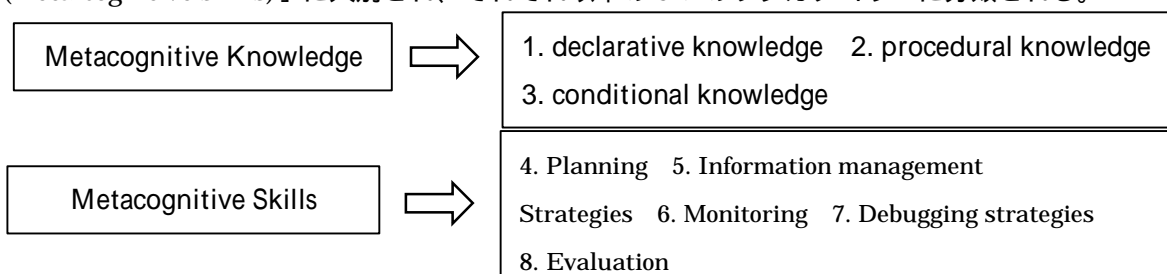 Metacognitive Knowledge
1. declarative knowledge 2. procedural knowledge
3. conditional knowledge
Metacognitive Skills
4. Planning 5. Information management
Strategies 6. Monitoring 7. Debugging strategies
8. Evaluation